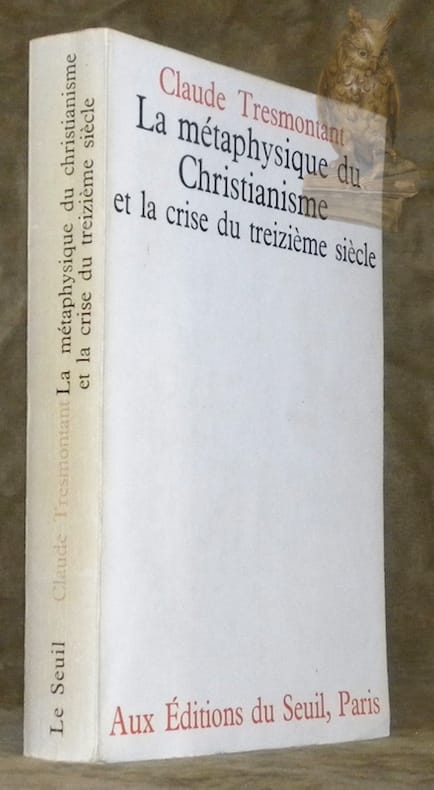 Claude Tresmontant
La métaphysique du
Christianisme
et la crise du treizième siècle
Aux Éditions du Seuil, Paris
Le Seuil Claude Tresmontant La métaphysique du christianisme
et la crise du treizième siècle